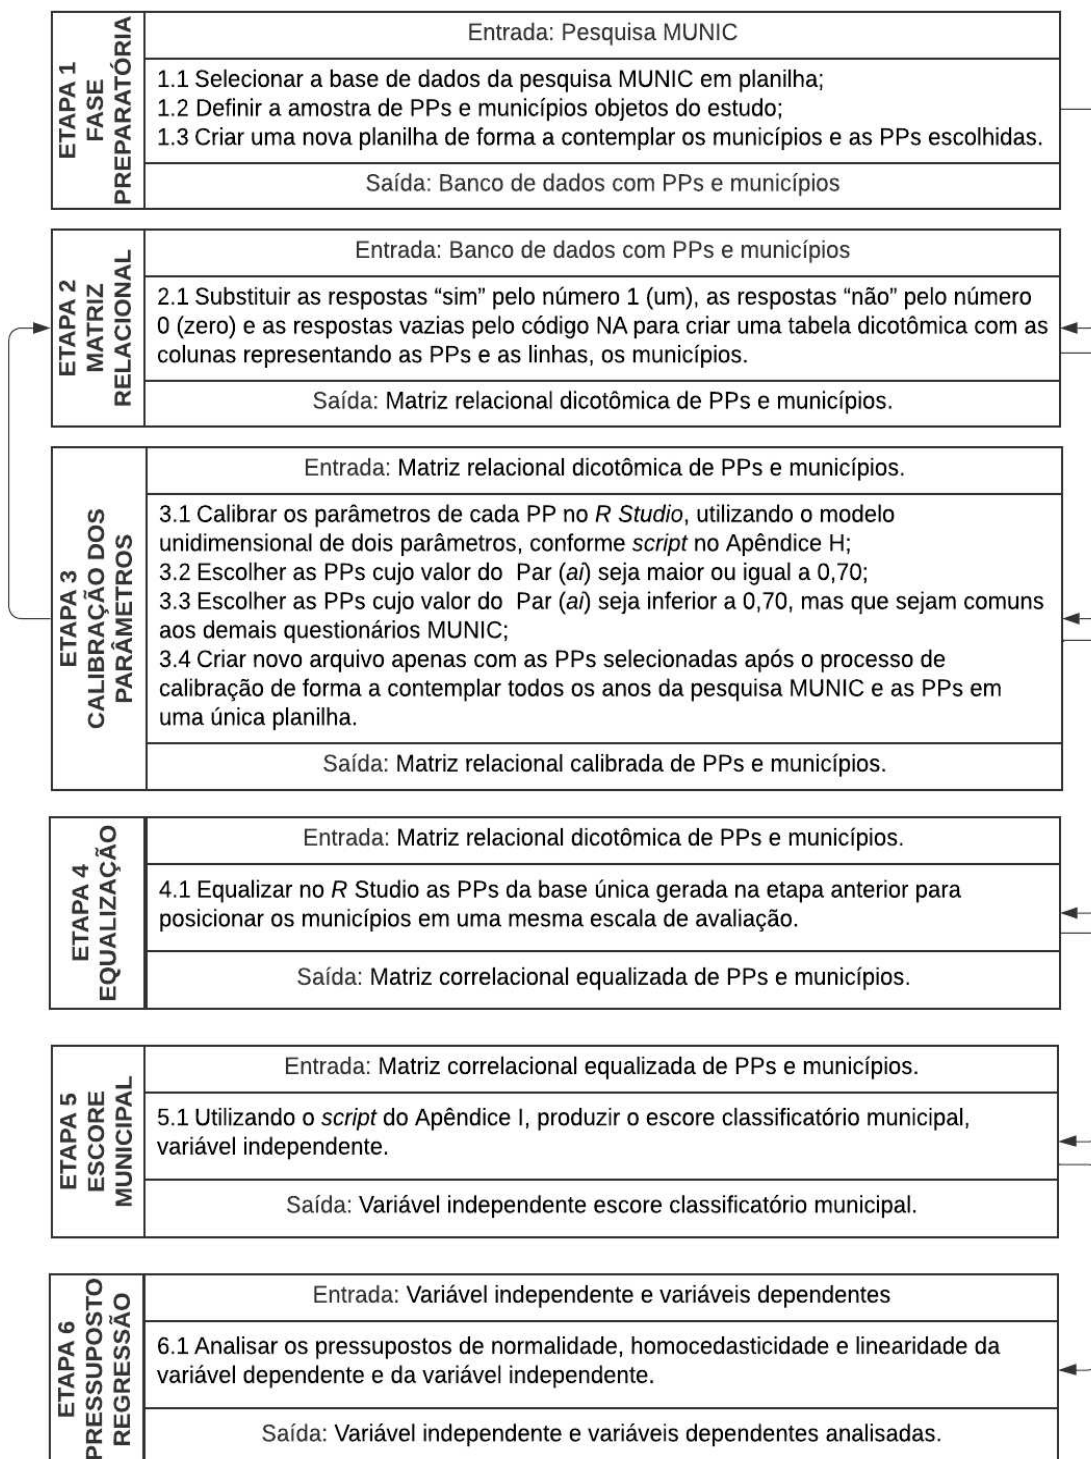 ETAPA 1
FASE
PREPARATÓRIA
Entrada: Pesquisa MUNIC
1.1 Selecionar a base de dados da pesquisa MUNIC em planilha;
1.2 Definir a amostra de PPs e municípios objetos do estudo;
1.3 Criar uma nova planilha de forma a contemplar os municípios e as PPs escolhidas.
Saída: Banco de dados com PPs e municípios
ETAPA 2
MATRIZ
RELACIONAL
Entrada: Banco de dados com PPs e municípios
2.1 Substituir as respostas “sim” pelo número 1 (um), as respostas “não” pelo número
0 (zero) e as respostas vazias pelo código NA para criar uma tabela dicotômica com as
colunas representando as PPs e as linhas, os municípios.
Saída: Matriz relacional dicotômica de PPs e municípios.
ETAPA 3
CALIBRAÇÃO DOS
PARÂMETROS
Entrada: Matriz relacional dicotômica de PPs e municípios.
3.1 Calibrar os parâmetros de cada PP no R Studio, utilizando o modelo
unidimensional de dois parâmetros, conforme script no Apêndice H;
3.2 Escolher as PPs cujo valor do Par (ai) seja maior ou igual a 0,70;
3.3 Escolher as PPs cujo valor do Par (ai) seja inferior a 0,70, mas que sejam comuns
aos demais questionários MUNIC;
3.4 Criar novo arquivo apenas com as PPs selecionadas após o processo de
calibração de forma a contemplar todos os anos da pesquisa MUNIC e as PPs em
uma única planilha.
Saída: Matriz relacional calibrada de PPs e municípios.
ETAPA 4
EQUALIZAÇÃO
Entrada: Matriz relacional dicotômica de PPs e municípios.
4.1 Equalizar no R Studio as PPs da base única gerada na etapa anterior para
posicionar os municípios em uma mesma escala de avaliação.
Saída: Matriz correlacional equalizada de PPs e municípios.
ETAPA 5
ESCORE
MUNICIPAL
Entrada: Matriz correlacional equalizada de PPs e municípios.
5.1 Utilizando o script do Apêndice I, produzir o escore classificatório municipal,
variável independente.
Saída: Variável independente escore classificatório municipal.
ETAPA 6
PRESSUPOSTO
REGRESSÃO
Entrada: Variável independente e variáveis dependentes
6.1 Analisar os pressupostos de normalidade, homocedasticidade e linearidade da
variável dependente e da variável independente.
Saída: Variável independente e variáveis dependentes analisadas.